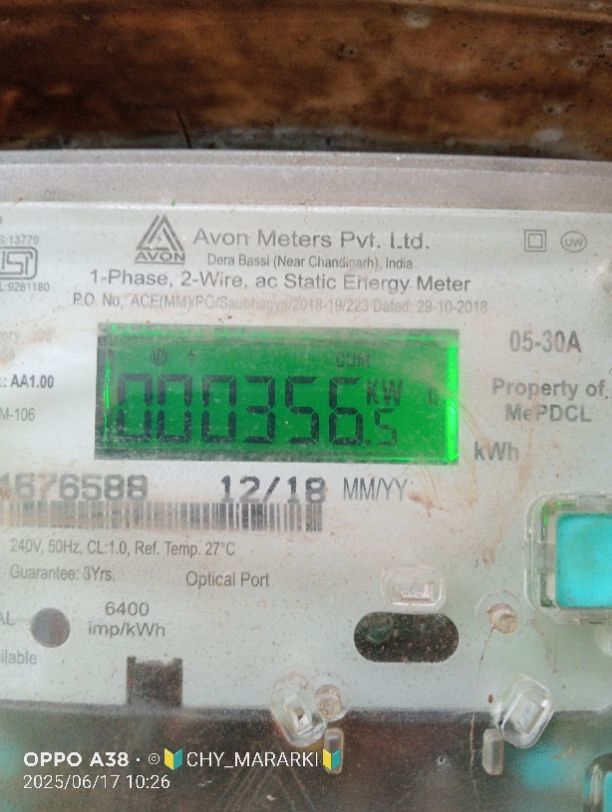 S:13779
AVON
Avon Meters Pvt. Ltd.
UW
Dera Bassi (Near Chandigarh), India
L:9281180
1-Phase, 2-Wire, ac Static Energy Meter
P.O. No. ACE(MM)/PC/Saubhagya/2018-19/223 Dated: 29-10-2018
05-30A
CUM
000356.5 KW h
.: AA1.00
M-106
Property of
MePDCL
kWh
4676588 12/18 MM/YY
240V, 50Hz, CL:1.0, Ref. Temp. 27°C
Guarantee: 3Yrs. Optical Port
6400
imp/kWh
OPPO A38 · ©🔰CHY_MARARKI🔰
2025/06/17 10:26